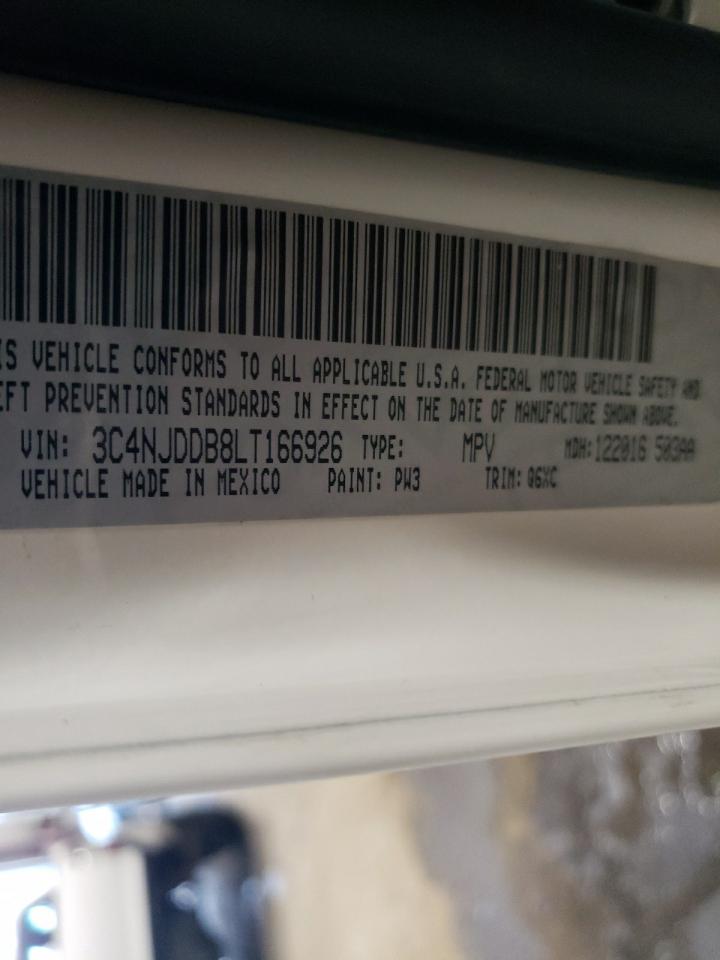 IS VEHICLE CONFORMS TO ALL APPLICABLE U.S.A. FEDERAL MOTOR VEHICLE SAFETY AND
EFT PREVENTION STANDARDS IN EFFECT ON THE DATE OF MANUFACTURE SHOWN ABOVE.
VIN: 3C4NJDDB8LT166926 TYPE: MPV MDH: 122016 503AA
VEHICLE MADE IN MEXICO PAINT: PW3 TRIM: Q6XC